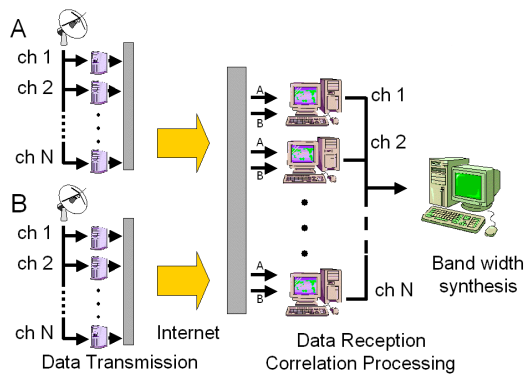 A
ch 1
ch 2
ch N
B
ch 1
ch 2
ch N
Data Transmission
Internet
A
B
A
B
A
B
Data Reception
Correlation Processing
ch 1
ch 2
ch N
Band width
synthesis